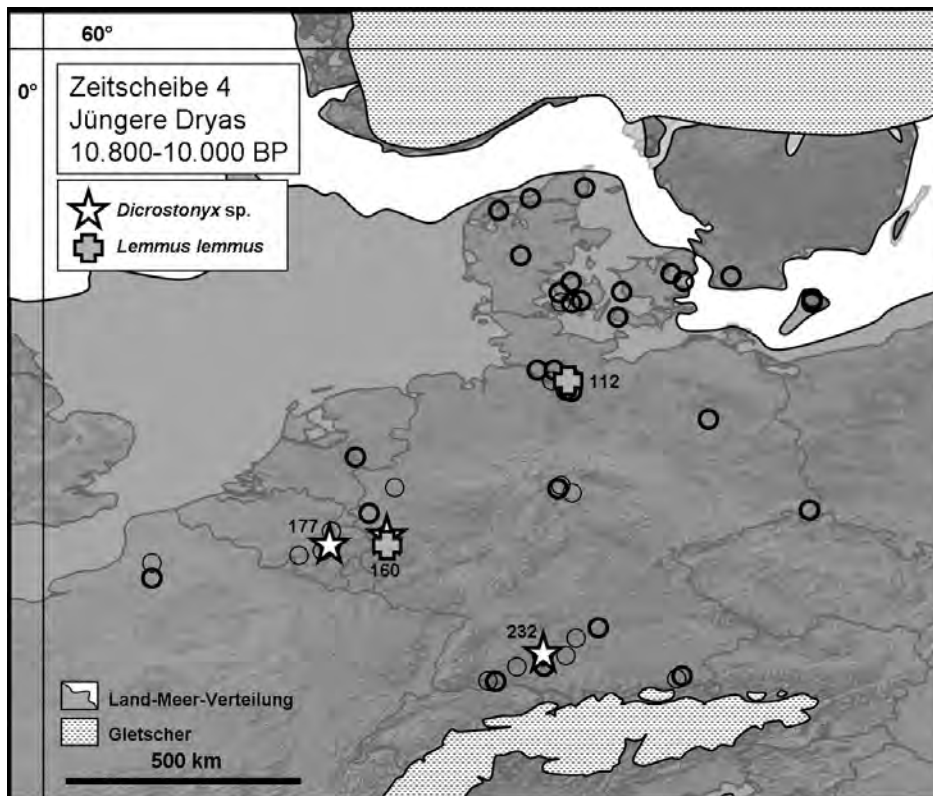 60°
0°
Zeitscheibe 4
Jüngere Dryas
10.800-10.000 BP
Dicrostonyx sp.
Lemmus lemmus
112
177
160
232
Land-Meer-Verteilung
Gletscher
500 km